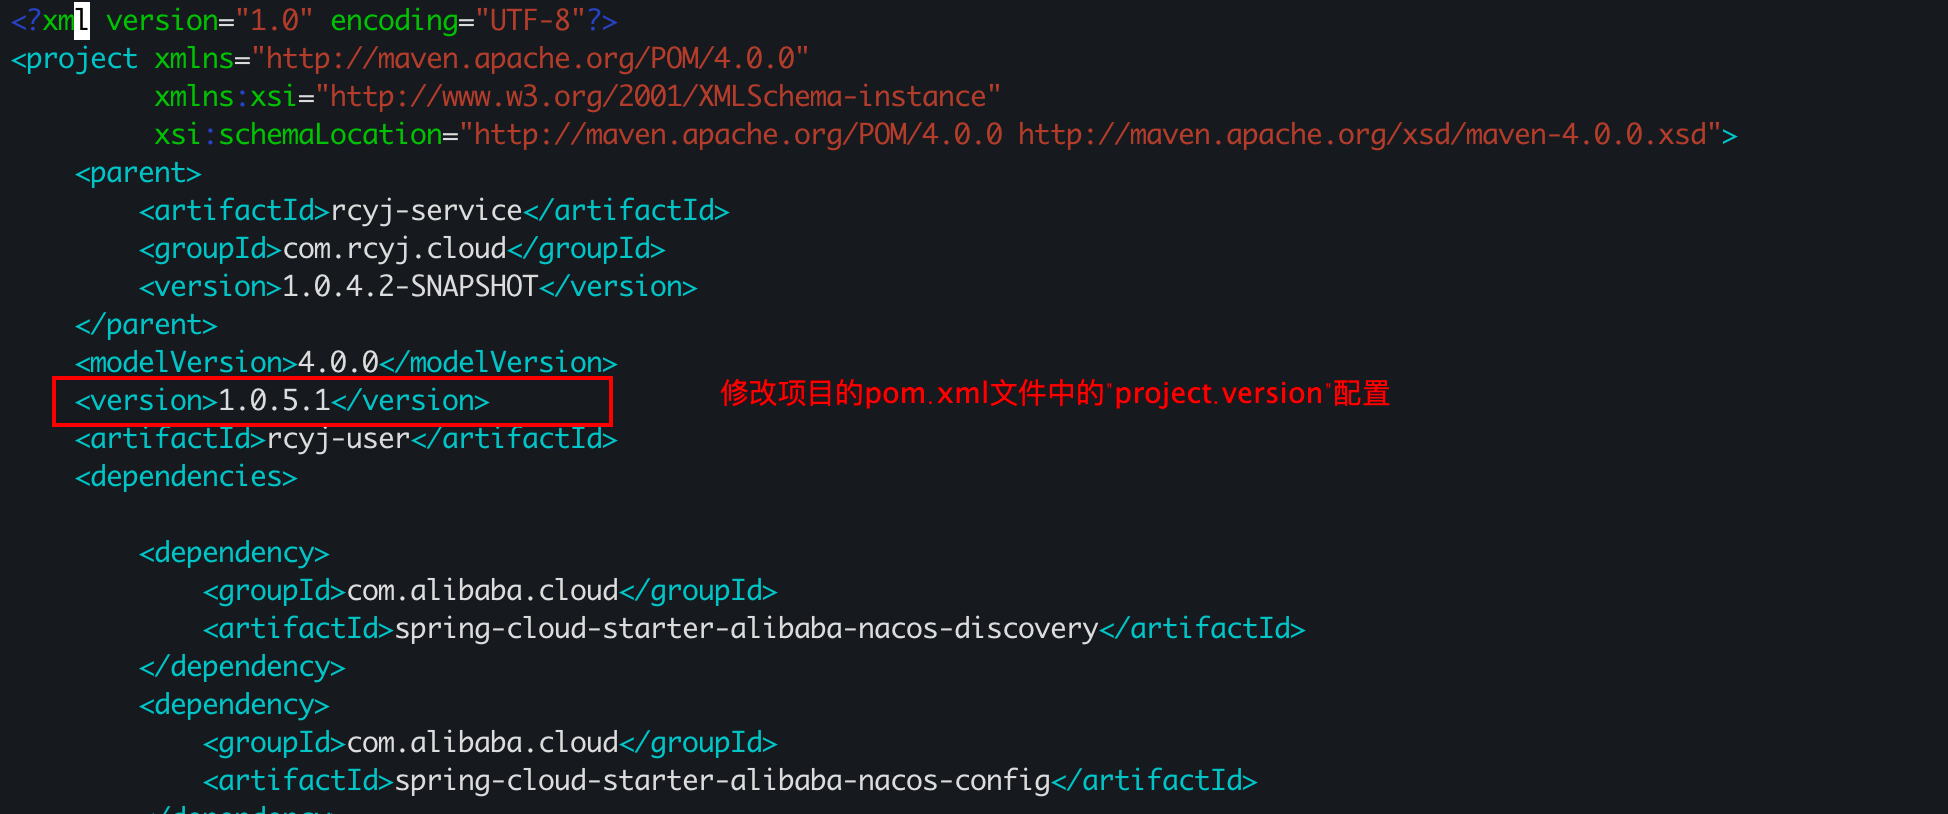 <?xml version="1.0" encoding="UTF-8"?>
<project xmlns="http://maven.apache.org/POM/4.0.0"
xmlns:xsi="http://www.w3.org/2001/XMLSchema-instance"
xsi:schemaLocation="http://maven.apache.org/POM/4.0.0 http://maven.apache.org/xsd/maven-4.0.0.xsd">
<parent>
<artifactId>rcyj-service</artifactId>
<groupId>com.rcyj.cloud</groupId>
<version>1.0.4.2-SNAPSHOT</version>
</parent>
<modelVersion>4.0.0</modelVersion>
<version>1.0.5.1</version>
修改项目的pom.xml文件中的"project.version"配置
<artifactId>rcyj-user</artifactId>
<dependencies>
<dependency>
<groupId>com.alibaba.cloud</groupId>
<artifactId>spring-cloud-starter-alibaba-nacos-discovery</artifactId>
</dependency>
<dependency>
<groupId>com.alibaba.cloud</groupId>
<artifactId>spring-cloud-starter-alibaba-nacos-config</artifactId>